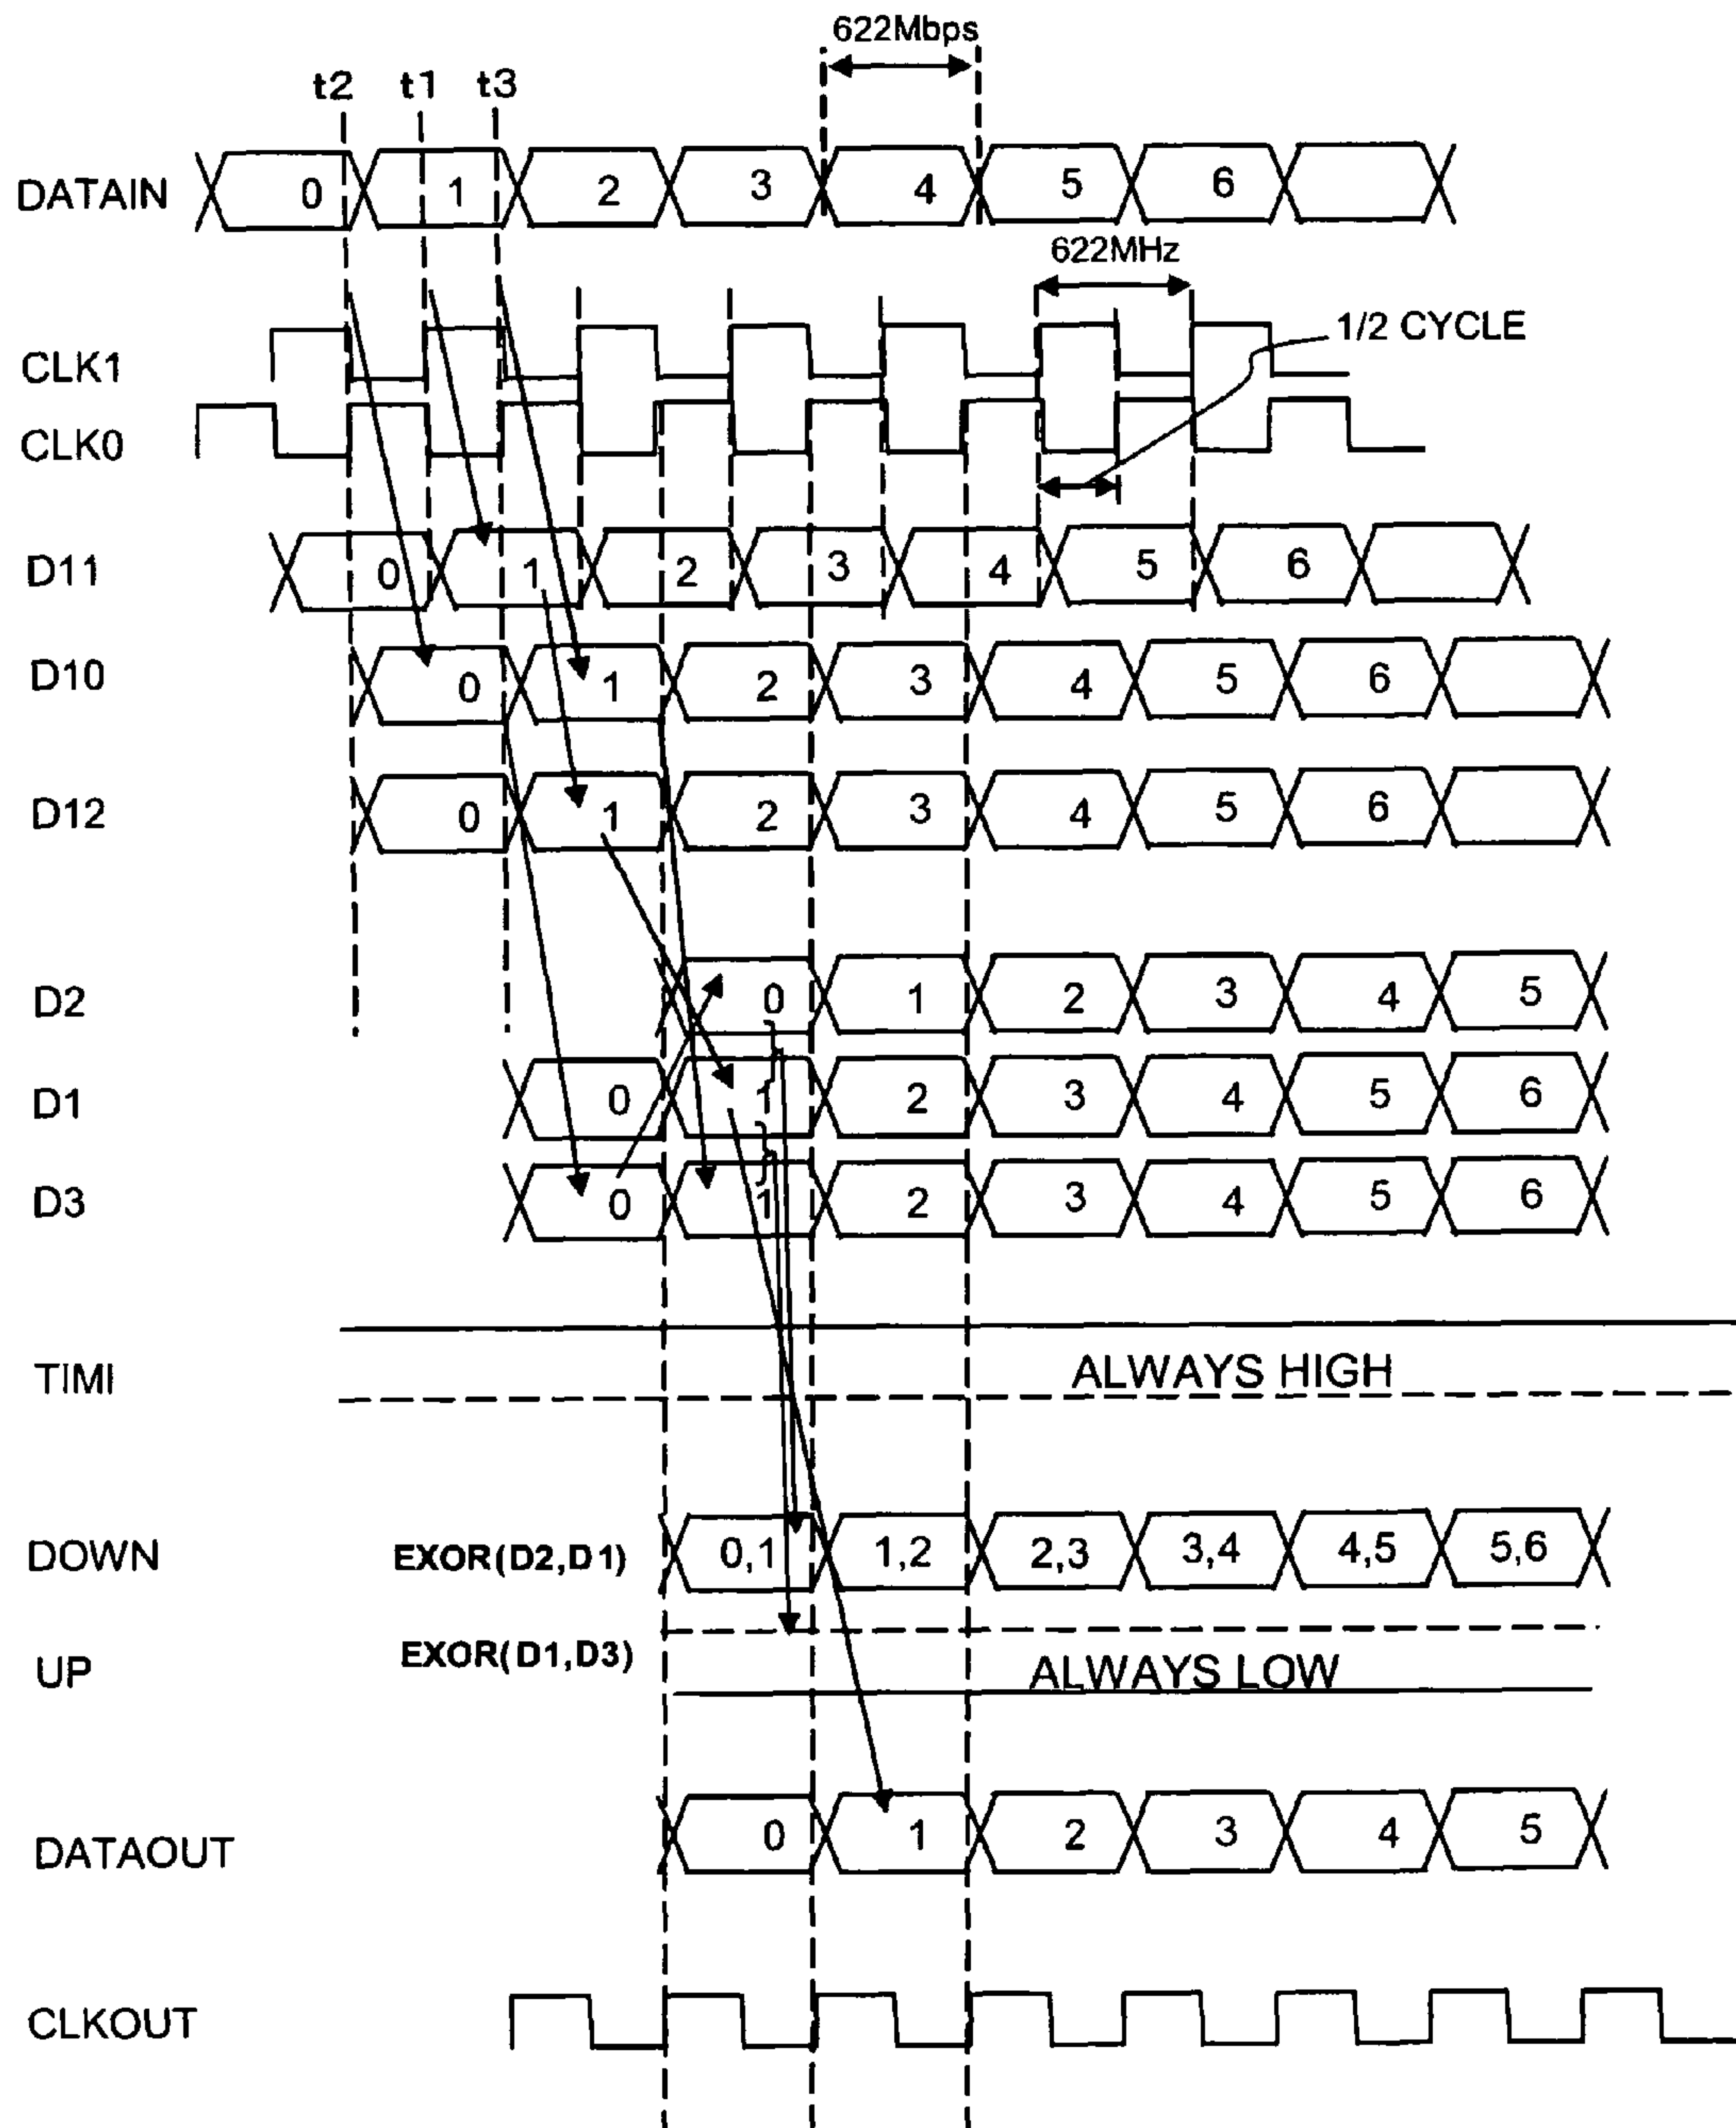 622Mbps
t2 t1 t3
DATAIN 0 1 2 3 4 5 6
622MHz
1/2 CYCLE
CLK1
CLK0
D11 0 1 2 3 4 5 6
D10 0 1 2 3 4 5 6
D12 0 1 2 3 4 5 6
D2 0 1 2 3 4 5
D1 0 1 2 3 4 5 6
D3 0 1 2 3 4 5 6
TIMI ALWAYS HIGH
DOWN EXOR(D2,D1) 0,1 1,2 2,3 3,4 4,5 5,6
EXOR(D1,D3)
UP ALWAYS LOW
DATAOUT 0 1 2 3 4 5
CLKOUT